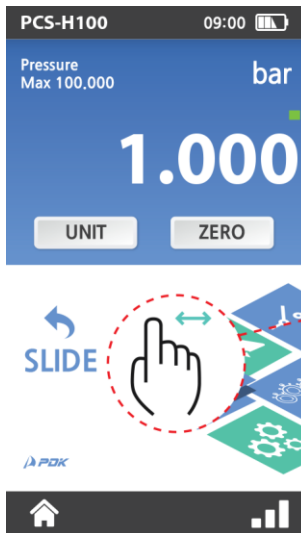 PCS-H100 09:00
Pressure bar
Max 100,000
1.000
UNIT ZERO
SLIDE
PDK